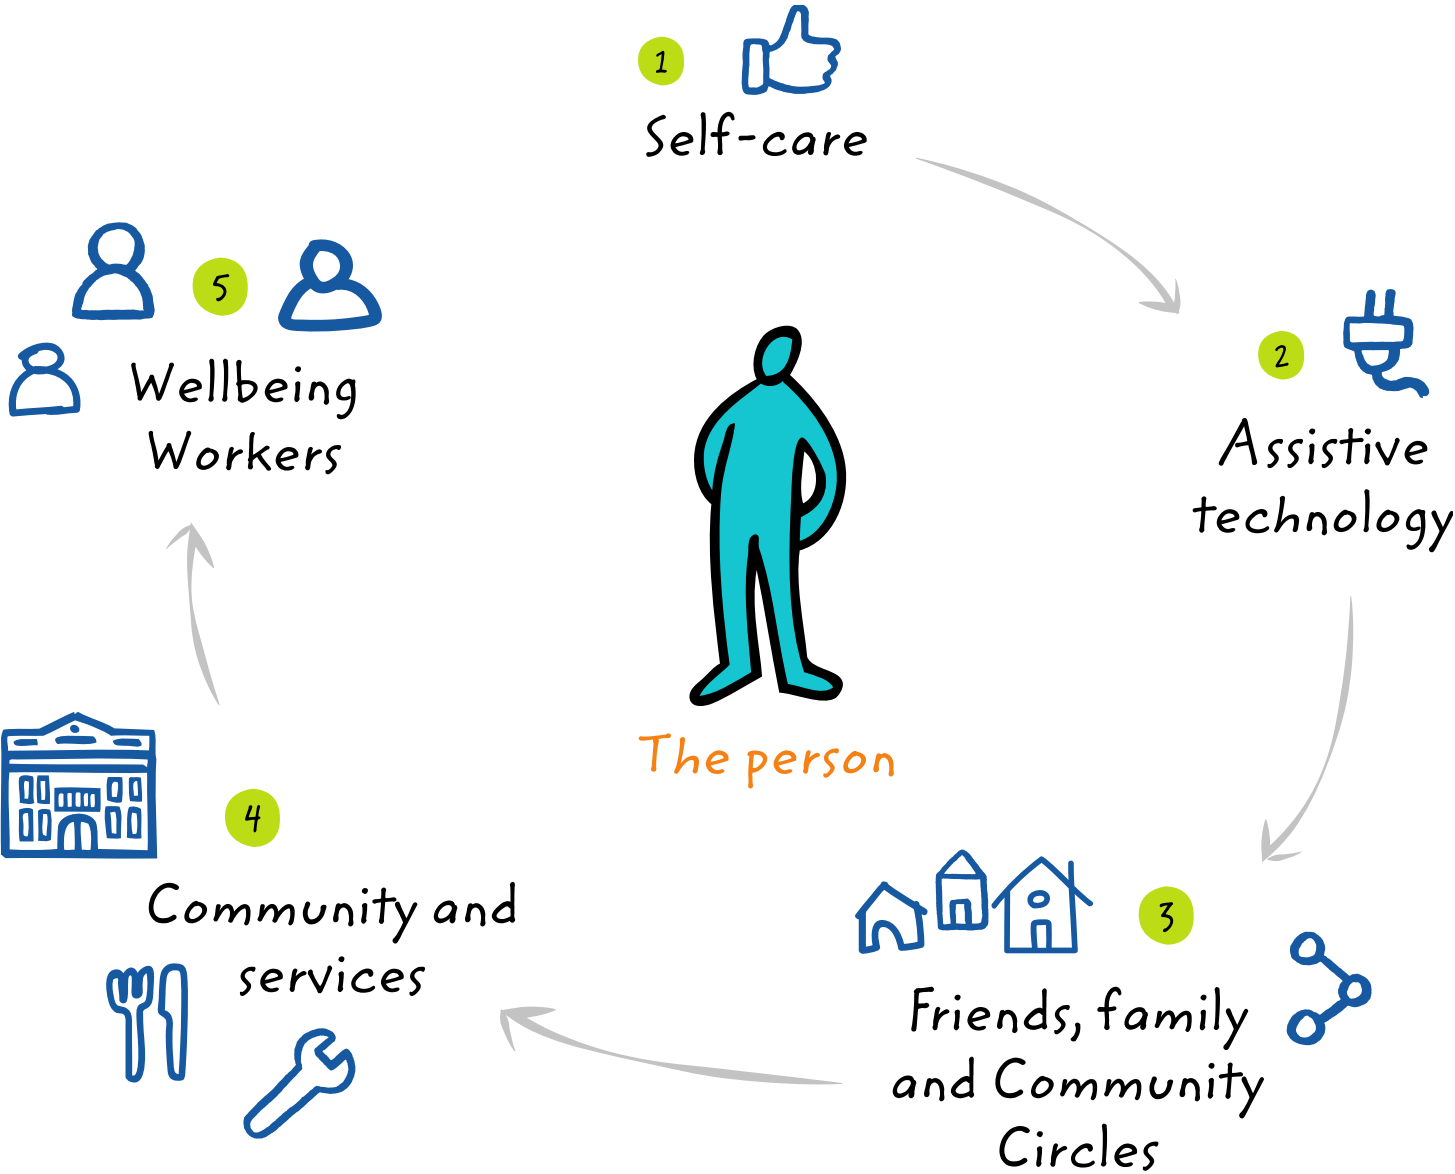 1
Self-care
2
Assistive
technology
3
Friends, family
and Community
Circles
4
Community and
services
5
Wellbeing
Workers
The person